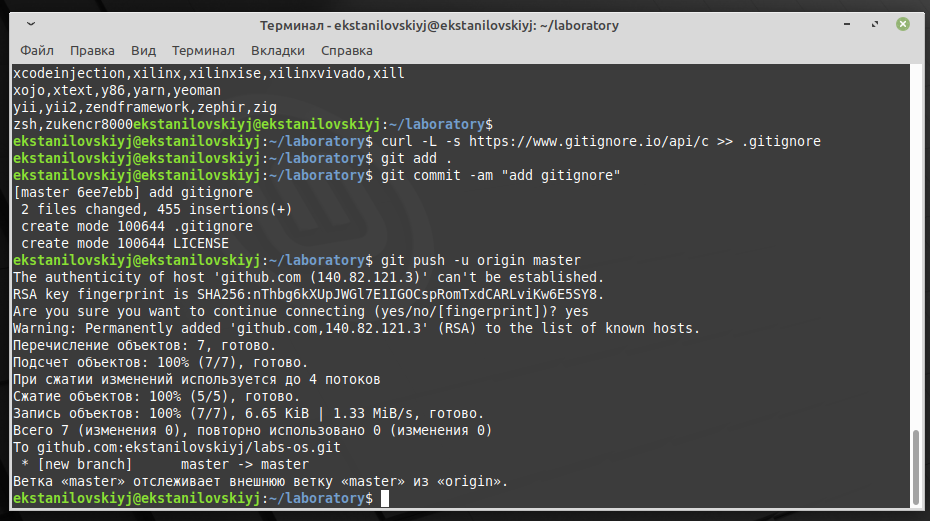 Терминал - ekstanilovskiyj@ekstanilovskiyj: ~/laboratory
Файл Правка Вид Терминал Вкладки Справка
xcodeinjection,xilinx,xilinxise,xilinxvivado,xill
xojo,xtext,y86,yarn,yeoman
yii,yii2,zendframework,zephir,zig
zsh,zukencr8000ekstanilovskiyj@ekstanilovskiyj:~/laboratory$
ekstanilovskiyj@ekstanilovskiyj:~/laboratory$ curl -L -s https://www.gitignore.io/api/c >> .gitignore
ekstanilovskiyj@ekstanilovskiyj:~/laboratory$ git add .
ekstanilovskiyj@ekstanilovskiyj:~/laboratory$ git commit -am "add gitignore"
[master 6ee7ebb] add gitignore
 2 files changed, 455 insertions(+)
 create mode 100644 .gitignore
 create mode 100644 LICENSE
ekstanilovskiyj@ekstanilovskiyj:~/laboratory$ git push -u origin master
The authenticity of host 'github.com (140.82.121.3)' can't be established.
RSA key fingerprint is SHA256:nThbg6kXUpJWGl7E1IGOCspRomTxdCARLviKw6E5SY8.
Are you sure you want to continue connecting (yes/no/[fingerprint])? yes
Warning: Permanently added 'github.com,140.82.121.3' (RSA) to the list of known hosts.
Перечисление объектов: 7, готово.
Подсчет объектов: 100% (7/7), готово.
При сжатии изменений используется до 4 потоков
Сжатие объектов: 100% (5/5), готово.
Запись объектов: 100% (7/7), 6.65 KiB | 1.33 MiB/s, готово.
Всего 7 (изменения 0), повторно использовано 0 (изменения 0)
To github.com:ekstanilovskiyj/labs-os.git
 * [new branch]      master -> master
Ветка «master» отслеживает внешнюю ветку «master» из «origin».
ekstanilovskiyj@ekstanilovskiyj:~/laboratory$